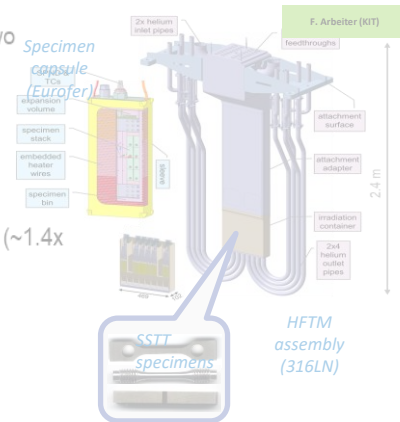 wo
2x helium
inlet pipes
F. Arbeiter (KIT)
feedthroughs
Specimen
capsule
(Eurofer)
TCs
expansion
volume
specimen
stack
embedded
heater
wires
specimen
bin
sleeve
attachment
surface
attachment
adapter
irradiation
container
2x4
helium
outlet
pipes
2.4 m
(~1.4x
SSTT
specimens
HFTM
assembly
(316LN)